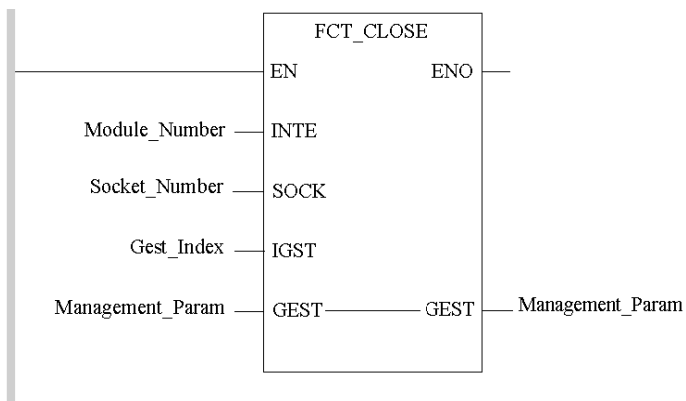 FCT_CLOSE
EN ENO
Module_Number INTE
Socket_Number SOCK
Gest_Index IGST
Management_Param GEST GEST Management_Param